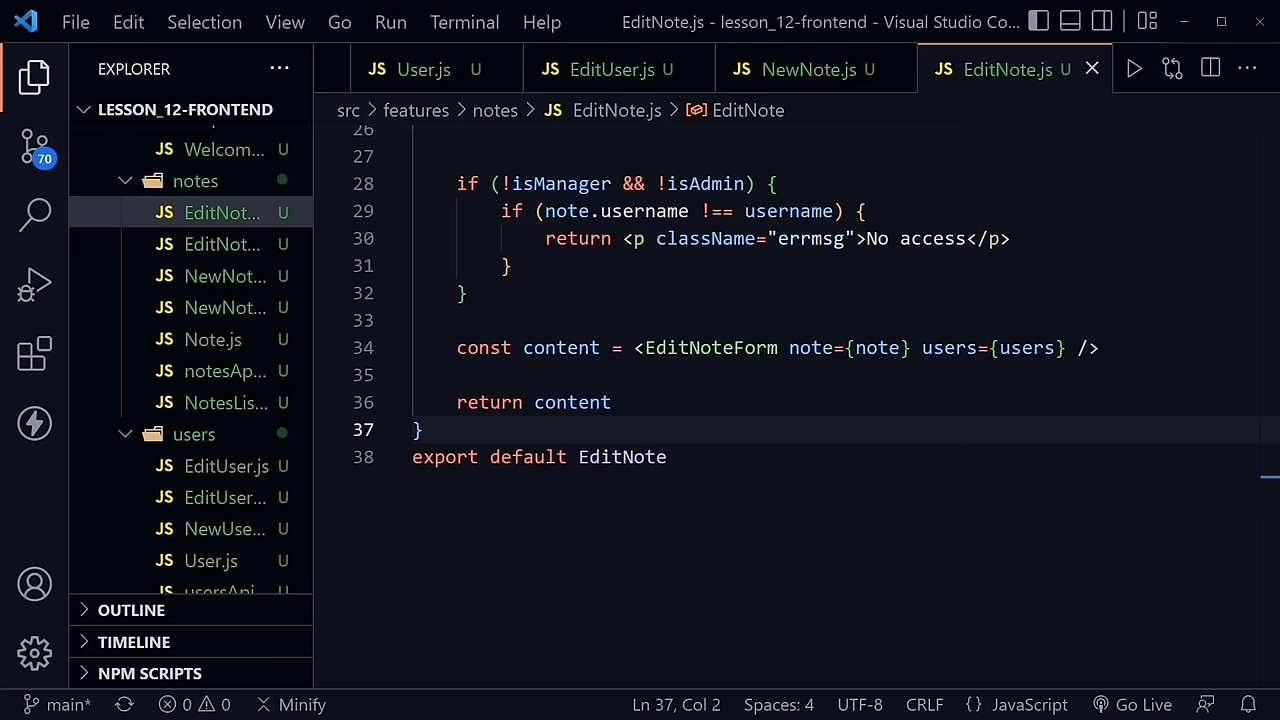 File Edit Selection View Go Run Terminal Help EditNote.js - lesson_12-frontend - Visual Studio Co...
EXPLORER ...
JS User.js U JS EditUser.js U JS NewNote.js U JS EditNote.js U
LESSON_12-FRONTEND
src > features > notes > JS EditNote.js > EditNote
JS Welcom... U
notes
JS EditNot... U
JS EditNot... U
JS NewNot... U
JS NewNot... U
JS Note.js U
JS notesAp... U
JS NotesLis... U
users
JS EditUser.js U
JS EditUser... U
JS NewUse... U
JS User.js U
JS usersApi... U
OUTLINE
TIMELINE
NPM SCRIPTS
70
26
27
28 if (!isManager && !isAdmin) {
29 if (note.username !== username) {
30 return <p className="errmsg">No access</p>
31 }
32 }
33
34 const content = <EditNoteForm note={note} users={users} />
35
36 return content
37 }
38 export default EditNote
main* 0 0 Minify Ln 37, Col 2 Spaces: 4 UTF-8 CRLF {} JavaScript Go Live